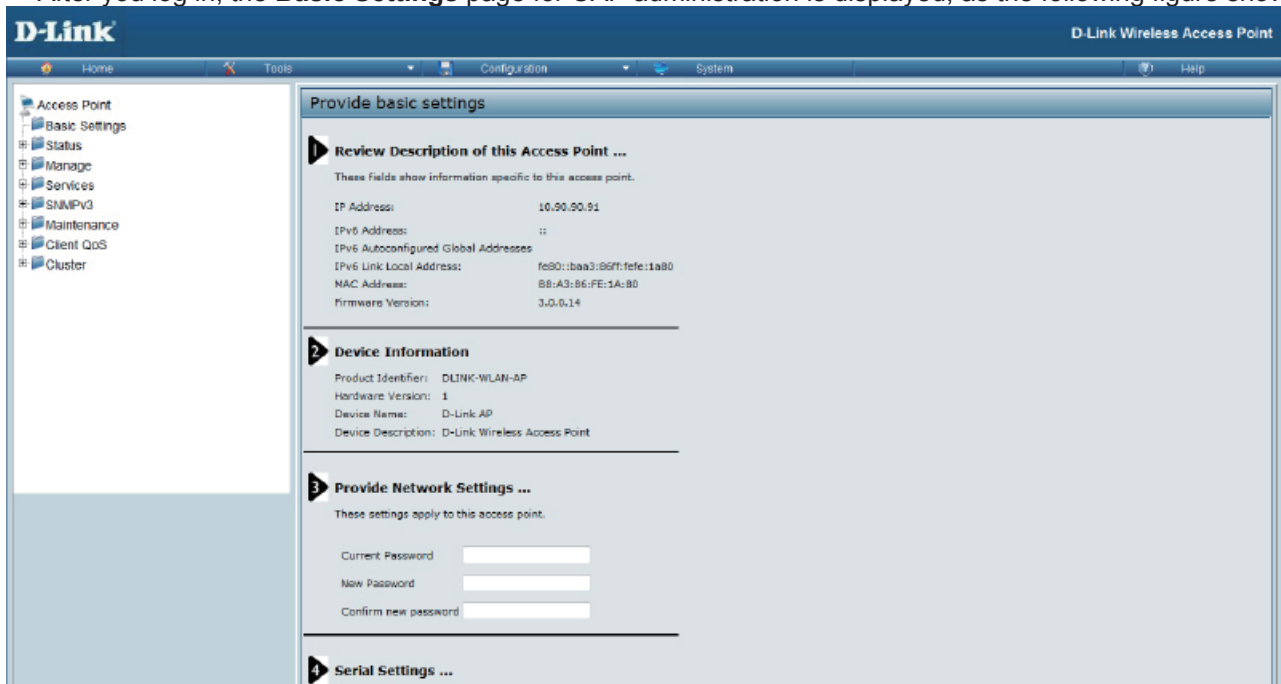 After you log in, the Basic Settings page for UAP administration is displayed, as the following figure show
D-Link
D-Link Wireless Access Point
Home Tools Configuration System Help
Access Point
Basic Settings
Status
Manage
Services
SNMPv3
Maintenance
Client QoS
Cluster
Provide basic settings
1 Review Description of this Access Point ...
These fields show information specific to this access point.
IP Address: 10.90.90.91
IPv6 Address: ::
IPv6 Autoconfigured Global Addresses
IPv6 Link Local Address: fe80::baa3:86ff:fefe:1a80
MAC Address: B8:A3:86:FE:1A:80
Firmware Version: 3.0.0.14
2 Device Information
Product Identifier: DLINK-WLAN-AP
Hardware Version: 1
Device Name: D-Link AP
Device Description: D-Link Wireless Access Point
3 Provide Network Settings ...
These settings apply to this access point.
Current Password
New Password
Confirm new password
4 Serial Settings ...